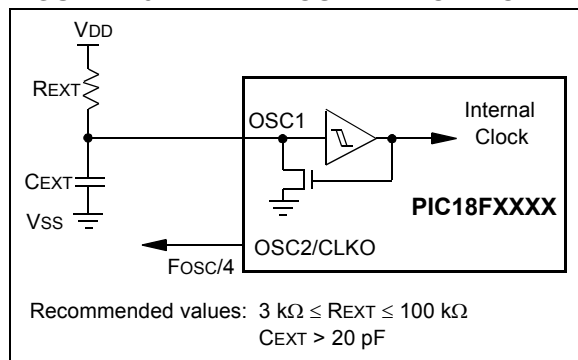 VDD
REXT
OSC1
Internal
Clock
CEXT
PIC18FXXXX
VSS
OSC2/CLKO
FOSC/4
Recommended values: 3 kΩ ≤ REXT ≤ 100 kΩ
CEXT > 20 pF